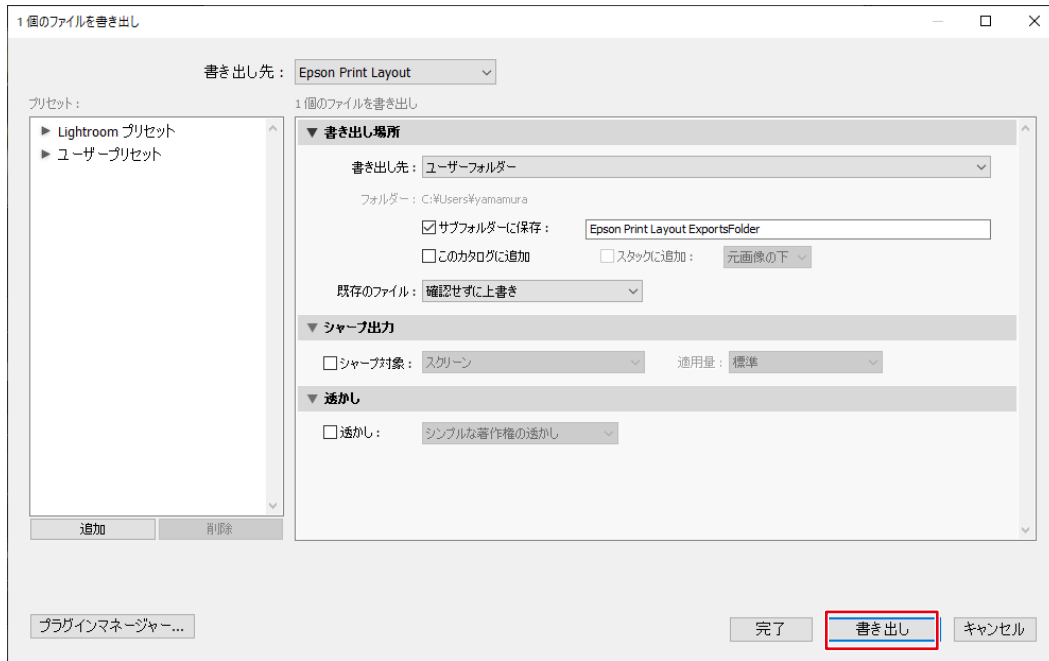 1 個のファイルを書き出し
書き出し先： Epson Print Layout
プリセット：
1 個のファイルを書き出し
▶ Lightroom プリセット
▶ ユーザープリセット
▼ 書き出し場所
書き出し先： ユーザーフォルダー
フォルダー： C:¥Users¥yamamura
サブフォルダーに保存： Epson Print Layout ExportsFolder
このカタログに追加 スタックに追加： 元画像の下
既存のファイル： 確認せずに上書き
▼ シャープ出力
シャープ対象： スクリーン 適用量： 標準
▼ 透かし
透かし： シンプルな著作権の透かし
追加 削除
プラグインマネージャー... 完了 書き出し キャンセル